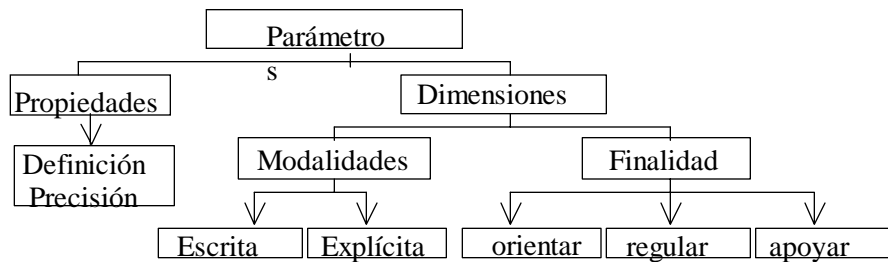 Parámetro
s
Propiedades
Dimensiones
Definición
Precisión
Modalidades
Finalidad
Escrita
Explícita
orientar
regular
apoyar